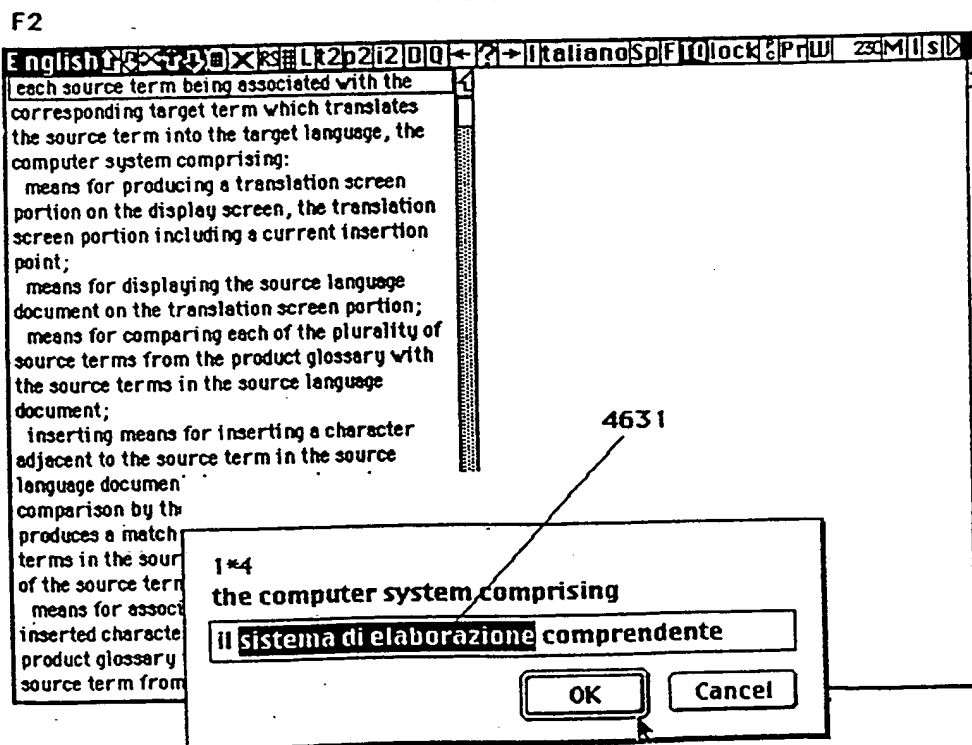 F2
English L t2p2i2 D Q ← ? → Italiano Sp F T Q lock Pr W 230 M I s
each source term being associated with the
corresponding target term which translates
the source term into the target language, the
computer system comprising:
means for producing a translation screen
portion on the display screen, the translation
screen portion including a current insertion
point;
means for displaying the source language
document on the translation screen portion;
means for comparing each of the plurality of
source terms from the product glossary with
the source terms in the source language
document;
inserting means for inserting a character
adjacent to the source term in the source
language documen
comparison by th
produces a match
terms in the sour
of the source tern
means for associ
inserted characte
product glossary
source term from
4631
1*4
the computer system comprising
il sistema di elaborazione comprendente
OK Cancel